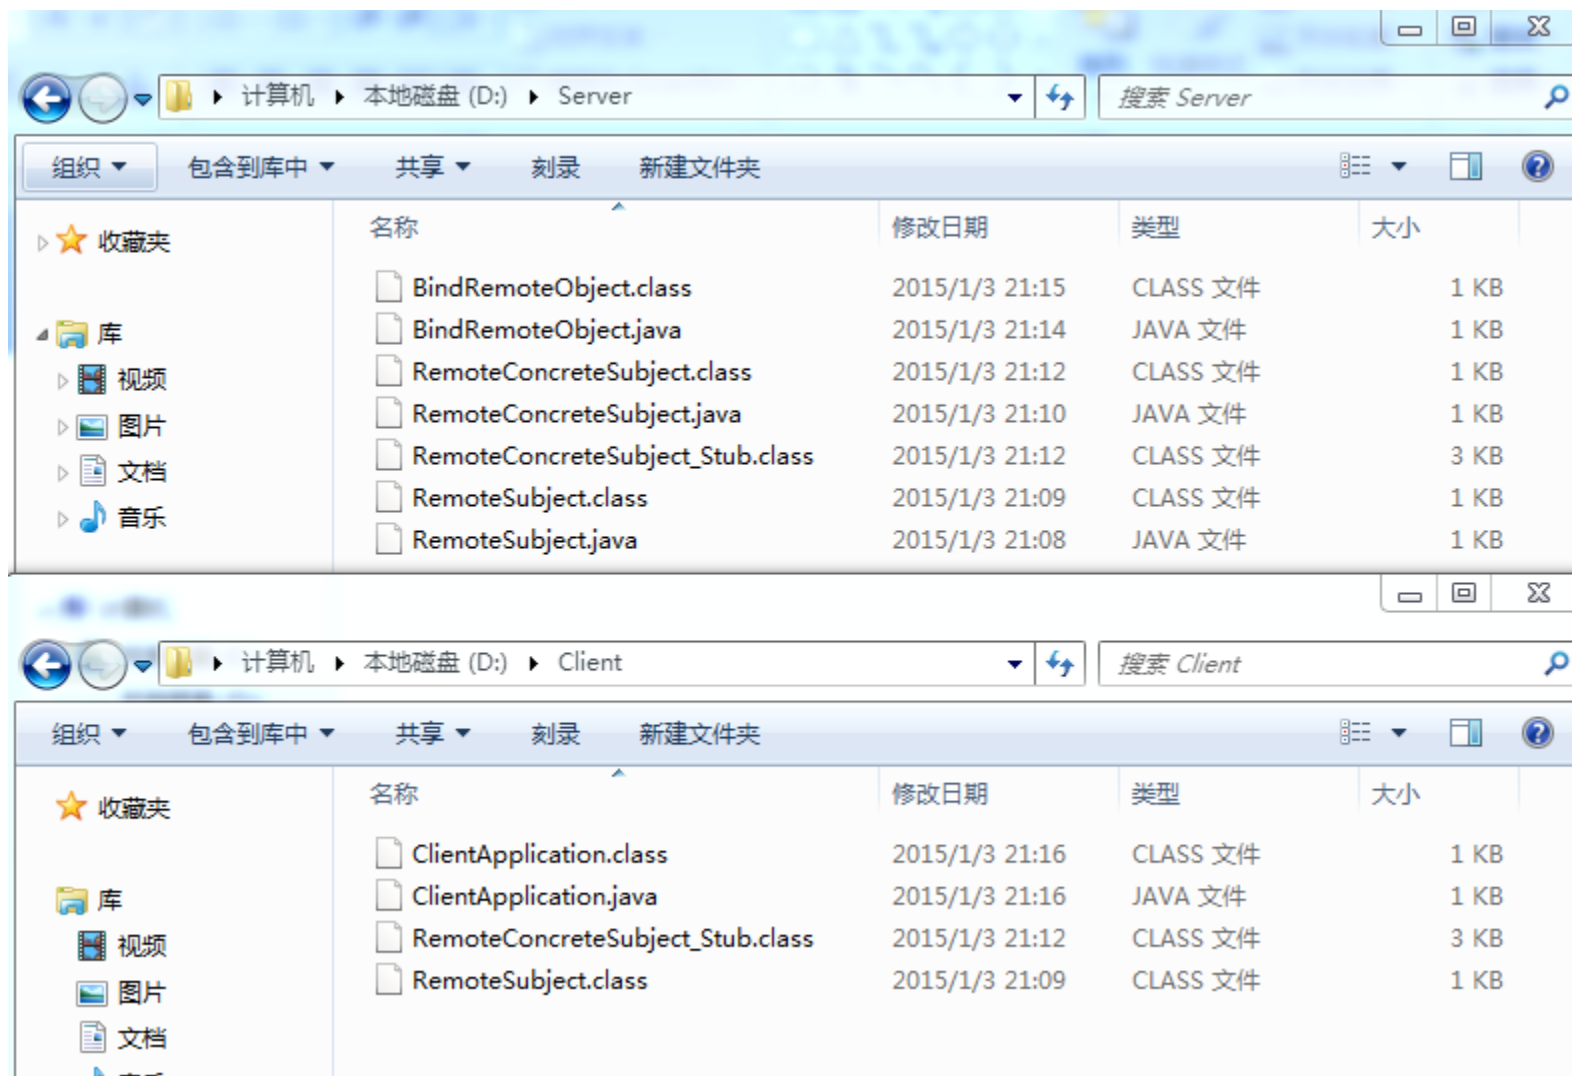 计算机 ▸ 本地磁盘 (D:) ▸ Server 搜索 Server
组织 包含到库中 共享 刻录 新建文件夹
名称 修改日期 类型 大小
收藏夹
库
视频
图片
文档
音乐
BindRemoteObject.class 2015/1/3 21:15 CLASS 文件 1 KB
BindRemoteObject.java 2015/1/3 21:14 JAVA 文件 1 KB
RemoteConcreteSubject.class 2015/1/3 21:12 CLASS 文件 1 KB
RemoteConcreteSubject.java 2015/1/3 21:10 JAVA 文件 1 KB
RemoteConcreteSubject_Stub.class 2015/1/3 21:12 CLASS 文件 3 KB
RemoteSubject.class 2015/1/3 21:09 CLASS 文件 1 KB
RemoteSubject.java 2015/1/3 21:08 JAVA 文件 1 KB
计算机 ▸ 本地磁盘 (D:) ▸ Client 搜索 Client
组织 包含到库中 共享 刻录 新建文件夹
名称 修改日期 类型 大小
收藏夹
库
视频
图片
文档
ClientApplication.class 2015/1/3 21:16 CLASS 文件 1 KB
ClientApplication.java 2015/1/3 21:16 JAVA 文件 1 KB
RemoteConcreteSubject_Stub.class 2015/1/3 21:12 CLASS 文件 3 KB
RemoteSubject.class 2015/1/3 21:09 CLASS 文件 1 KB